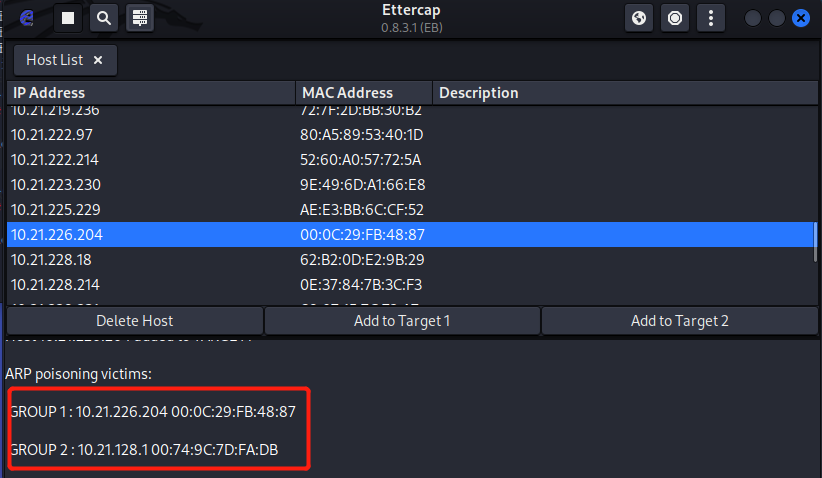 Ettercap
0.8.3.1 (EB)
Host List ×
IP Address MAC Address Description
10.21.219.236 72:7F:2D:BB:30:B2
10.21.222.97 80:A5:89:53:40:1D
10.21.222.214 52:60:A0:57:72:5A
10.21.223.230 9E:49:6D:A1:66:E8
10.21.225.229 AE:E3:BB:6C:CF:52
10.21.226.204 00:0C:29:FB:48:87
10.21.228.18 62:B2:0D:E2:9B:29
10.21.228.214 0E:37:84:7B:3C:F3
Delete Host Add to Target 1 Add to Target 2
ARP poisoning victims:
GROUP 1 : 10.21.226.204 00:0C:29:FB:48:87
GROUP 2 : 10.21.128.1 00:74:9C:7D:FA:DB